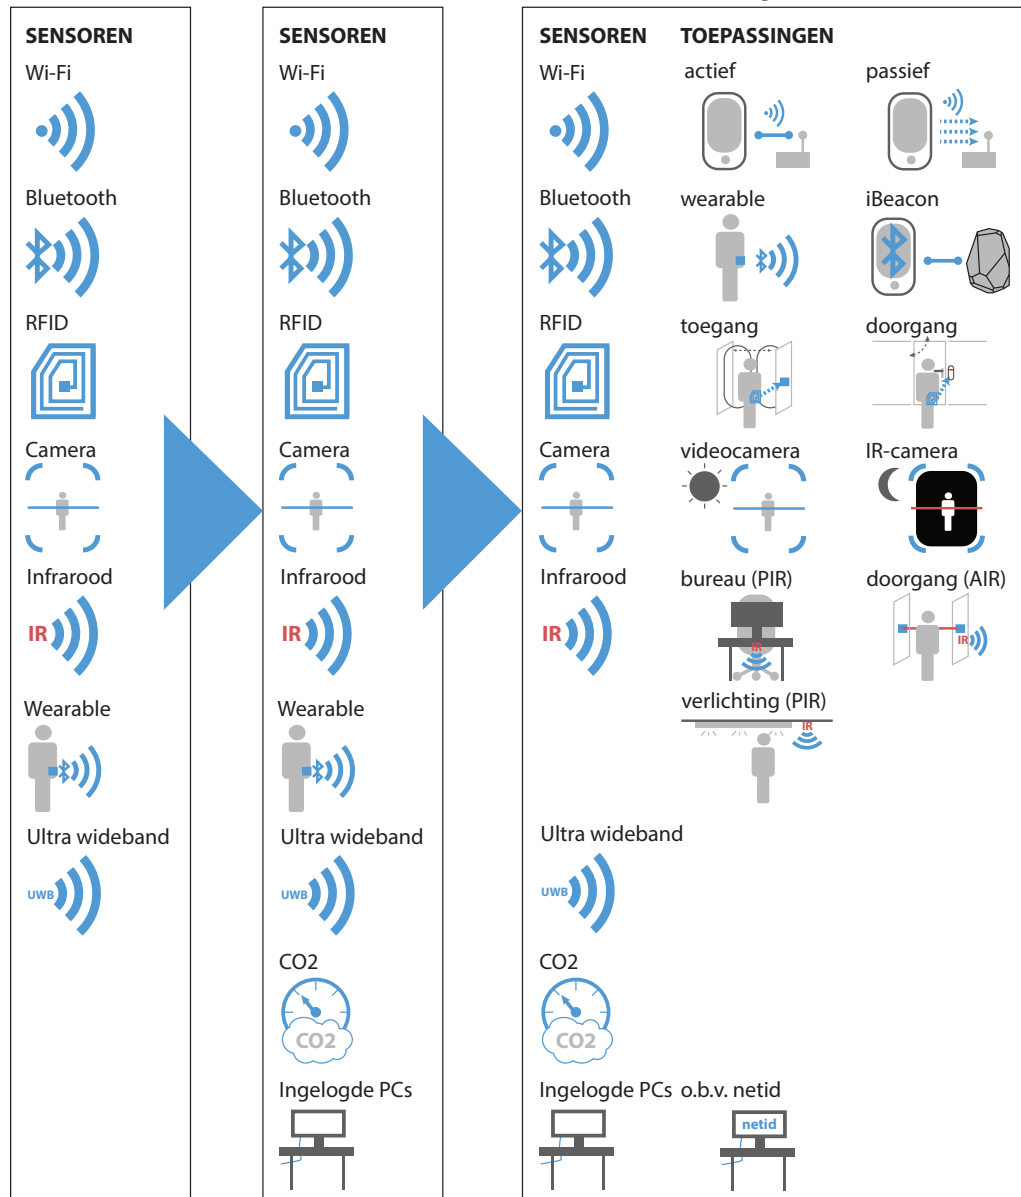 SENSOREN
Wi-Fi
Bluetooth
RFID
Camera
Infrarood
IR
Wearable
Ultra wideband
UWB
SENSOREN
Wi-Fi
Bluetooth
RFID
Camera
Infrarood
IR
Wearable
Ultra wideband
UWB
CO2
CO2
Ingelogde PCs
SENSOREN TOEPASSINGEN
Wi-Fi actief passief
Bluetooth wearable iBeacon
RFID toegang doorgang
Camera videocamera IR-camera
Infrarood bureau (PIR) doorgang (AIR)
IR IR IR
verlichting (PIR)
IR
Ultra wideband
UWB
CO2
CO2
Ingelogde PCs o.b.v. netid
netid